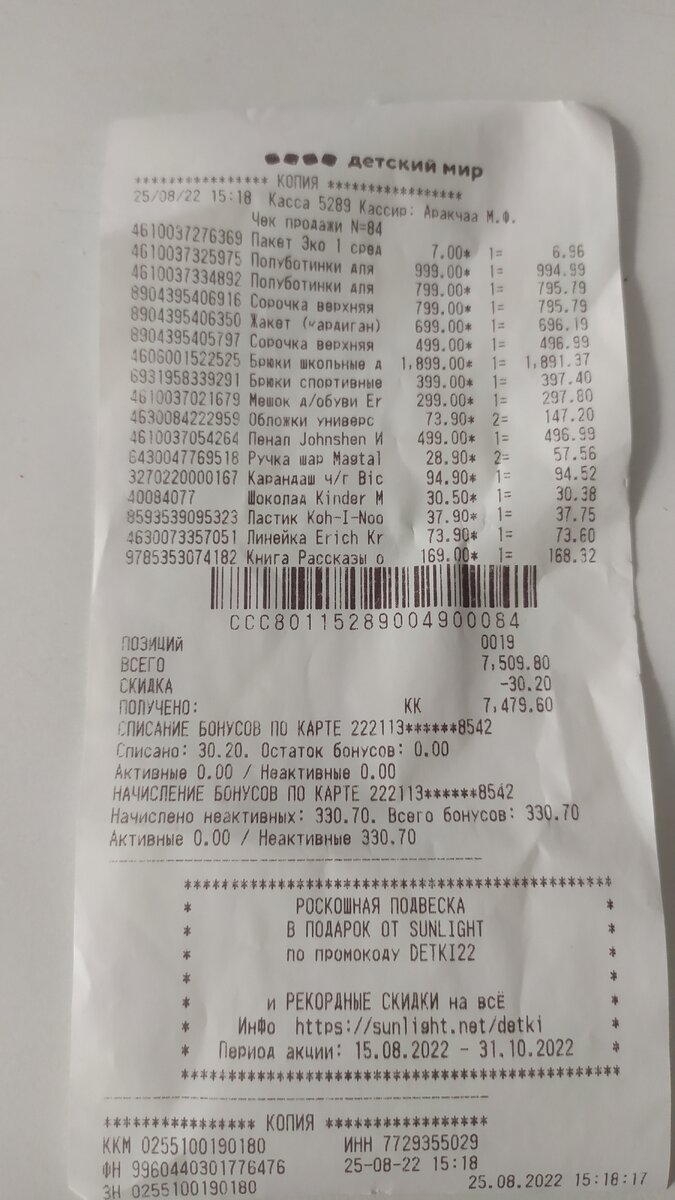 детский мир
**************** КОПИЯ ******************
25/08/22 15:18 Касса 5289 Кассир: Аракчаа М.Ф.
Чек продажи N=84
4610037276369 Пакет Эко 1 сред 7.00* 1= 6.96
4610037325975 Полуботинки для 999.00* 1= 994.99
4610037334892 Полуботинки для 799.00* 1= 795.79
8904395406916 Сорочка верхняя 799.00* 1= 795.79
8904395406350 Жакет (кардиган) 699.00* 1= 696.19
8904395405797 Сорочка верхняя 499.00* 1= 496.99
4606001522525 Брюки школьные д 1,899.00* 1= 1,891.37
6931958339291 Брюки спортивные 399.00* 1= 397.40
4610037021679 Мешок д/обуви Er 299.00* 1= 297.80
4630084222959 Обложки универс 73.90* 2= 147.20
4610037054264 Пенал Johnshen И 499.00* 1= 496.99
6430047769518 Ручка шар Magtal 28.90* 2= 57.56
3270220000167 Карандаш ч/г Bic 94.90* 1= 94.52
40084077 Шоколад Kinder M 30.50* 1= 30.38
8593539095323 Ластик Koh-I-Noo 37.90* 1= 37.75
4630073357051 Линейка Erich Kr 73.90* 1= 73.60
9785353074182 Книга Рассказы о 169.00* 1= 168.32
CCC80115289004900084
ПОЗИЦИЙ 0019
ВСЕГО 7,509.80
СКИДКА -30.20
ПОЛУЧЕНО: КК 7,479.60
СПИСАНИЕ БОНУСОВ ПО КАРТЕ 222113******8542
Списано: 30.20. Остаток бонусов: 0.00
Активные 0.00 / Неактивные 0.00
НАЧИСЛЕНИЕ БОНУСОВ ПО КАРТЕ 222113******8542
Начислено неактивных: 330.70. Всего бонусов: 330.70
Активные 0.00 / Неактивные 330.70
*******************************************
* РОСКОШНАЯ ПОДВЕСКА *
* В ПОДАРОК ОТ SUNLIGHT *
* по промокоду DETKI22 *
* *
* и РЕКОРДНЫЕ СКИДКИ на всё *
* Инфо https://sunlight.net/detki *
* Период акции: 15.08.2022 - 31.10.2022 *
*******************************************
**************** КОПИЯ *****************
ККМ 0255100190180 ИНН 7729355029
ФН 9960440301776476 25-08-22 15:18
ЗН 0255100190180 25.08.2022 15:18:17